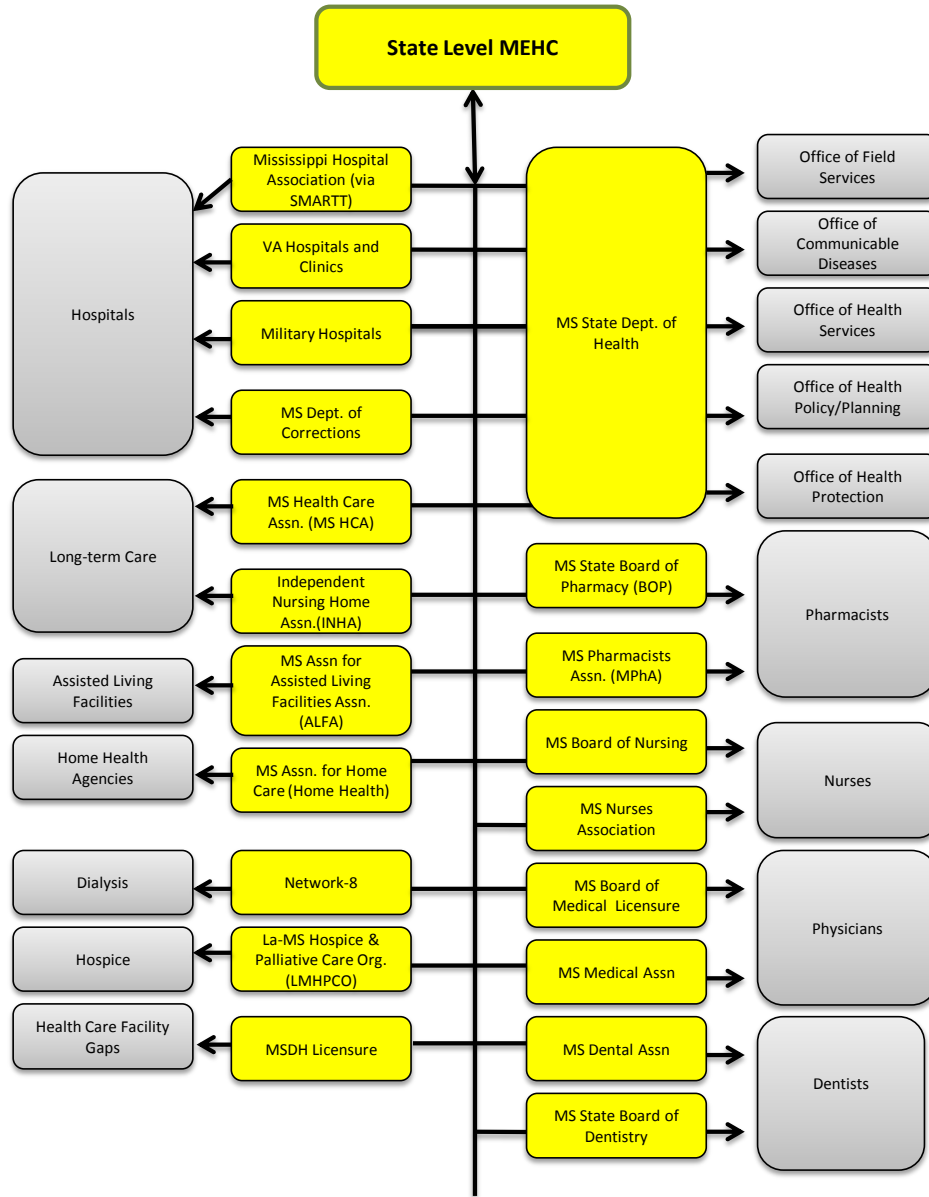 State Level MEHC
Mississippi Hospital
Association (via
SMARTT)
VA Hospitals and
Clinics
Military Hospitals
MS Dept. of
Corrections
Hospitals
MS Health Care
Assn. (MS HCA)
Independent
Nursing Home
Assn.(INHA)
Long-term Care
MS Assn for
Assisted Living
Facilities Assn.
(ALFA)
Assisted Living
Facilities
MS Assn. for Home
Care (Home Health)
Home Health
Agencies
Network-8
Dialysis
La-MS Hospice &
Palliative Care Org.
(LMHPCO)
Hospice
MSDH Licensure
Health Care Facility
Gaps
MS State Dept. of
Health
Office of Field
Services
Office of
Communicable
Diseases
Office of Health
Services
Office of Health
Policy/Planning
Office of Health
Protection
MS State Board of
Pharmacy (BOP)
MS Pharmacists
Assn. (MPhA)
Pharmacists
MS Board of Nursing
MS Nurses
Association
Nurses
MS Board of
Medical Licensure
MS Medical Assn
Physicians
MS Dental Assn
MS State Board of
Dentistry
Dentists